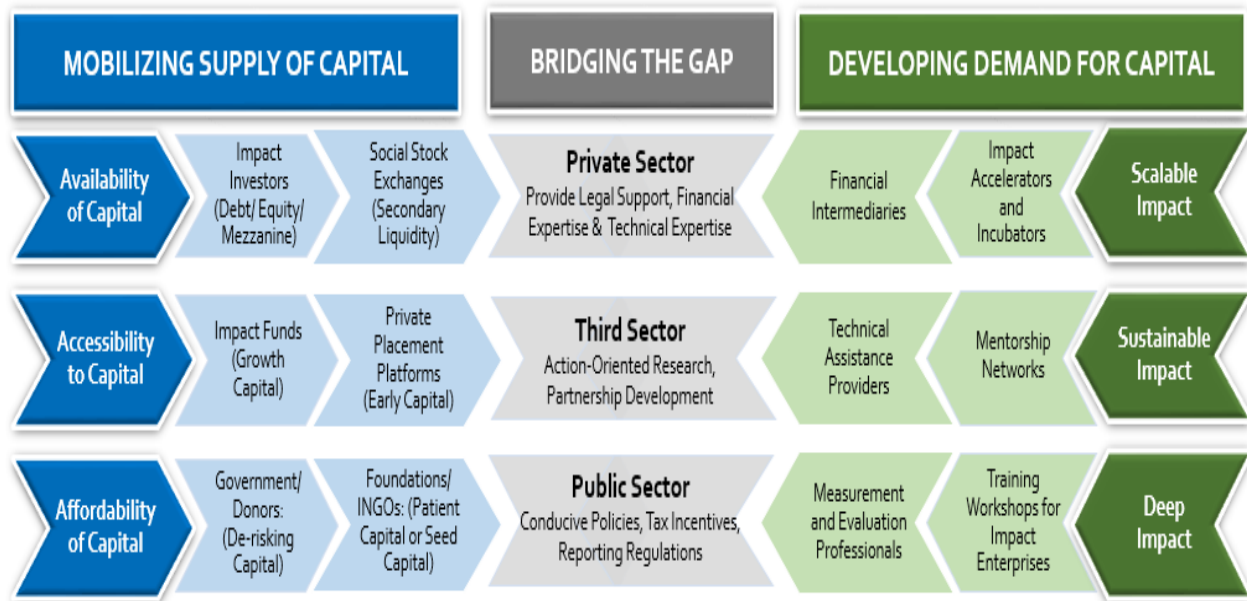 MOBILIZING SUPPLY OF CAPITAL
BRIDGING THE GAP
DEVELOPING DEMAND FOR CAPITAL
Availability
of Capital
Impact
Investors
(Debt/ Equity/
Mezzanine)
Social Stock
Exchanges
(Secondary
Liquidity)
Private Sector
Provide Legal Support, Financial
Expertise & Technical Expertise
Financial
Intermediaries
Impact
Accelerators
and
Incubators
Scalable
Impact
Accessibility
to Capital
Impact Funds
(Growth
Capital)
Private
Placement
Platforms
(Early Capital)
Third Sector
Action-Oriented Research,
Partnership Development
Technical
Assistance
Providers
Mentorship
Networks
Sustainable
Impact
Affordability
of Capital
Government/
Donors:
(De-risking
Capital)
Foundations/
INGOs: (Patient
Capital or Seed
Capital)
Public Sector
Conducive Policies, Tax Incentives,
Reporting Regulations
Measurement
and Evaluation
Professionals
Training
Workshops for
Impact
Enterprises
Deep
Impact